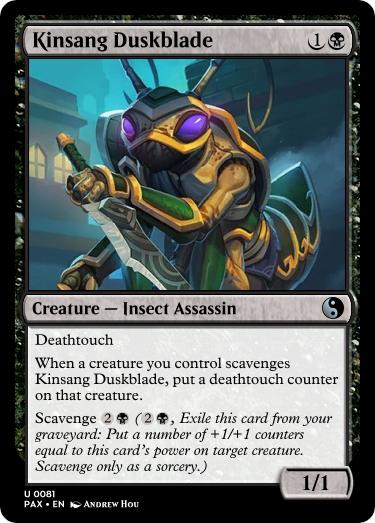 Kinsang Duskblade 1
Creature — Insect Assassin
Deathtouch
When a creature you control scavenges
Kinsang Duskblade, put a deathtouch counter
on that creature.
Scavenge 2 ( 2 , Exile this card from your
graveyard: Put a number of +1/+1 counters
equal to this card's power on target creature.
Scavenge only as a sorcery.)
1/1
U 0081
PAX • EN Andrew Hou